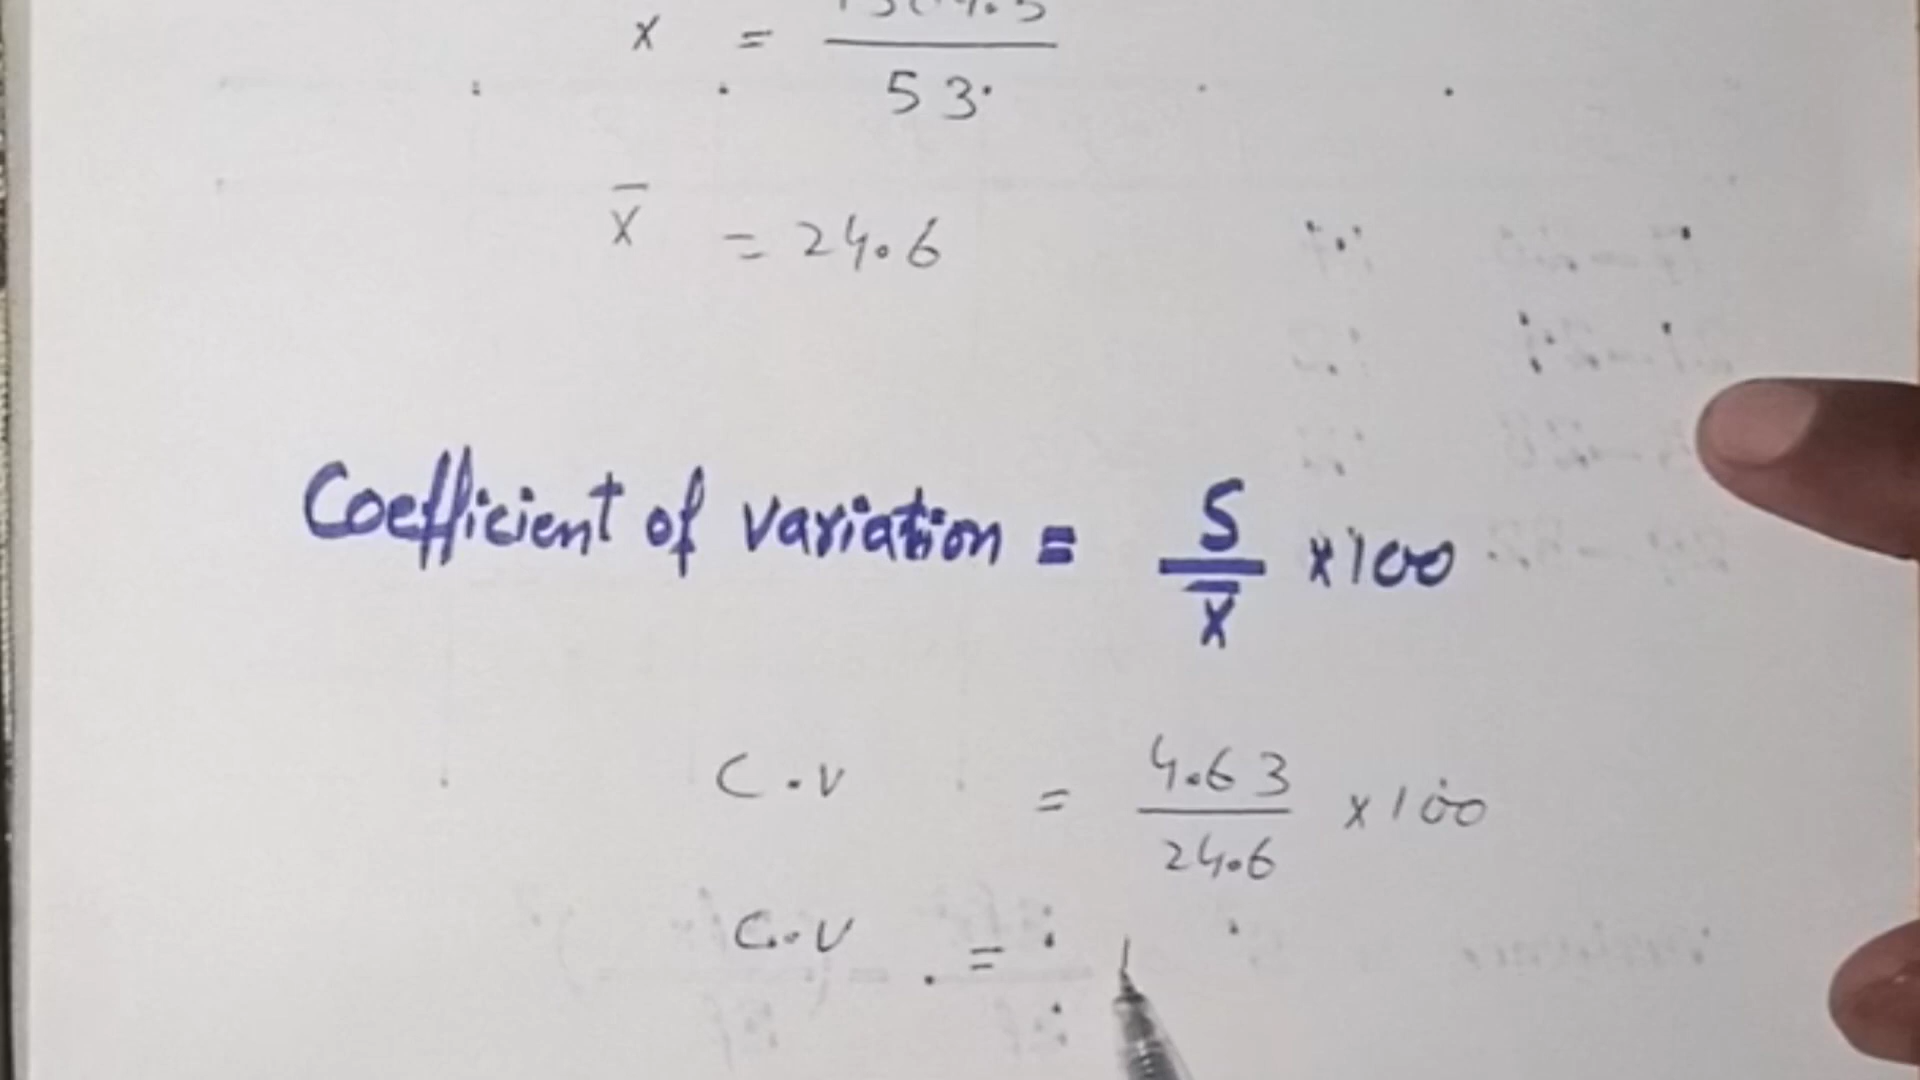 x =
53
x̄ = 24.6
Coefficient of variation = S/x̄ ×100
C.V = 4.63/24.6 ×100
C.V =